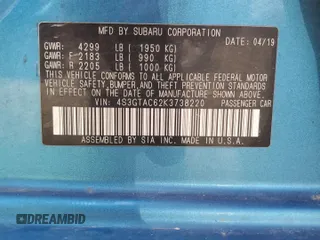 MFD BY SUBARU CORPORATION
GVWR: 4299 LB ( 1950 KG) DATE: 04/19
GAWR: F-2183 LB ( 990 KG)
R 2205 LB ( 1000 KG)
THIS VEHICLE CONFORMS TO ALL APPLICABLE FEDERAL MOTOR
VEHICLE SAFETY, BUMPER, AND THEFT PREVENTION STANDARDS
IN EFFECT ON THE DATE OF MANUFACTURE SHOWN ABOVE.
VIN: 4S3GTAC62K3738220 PASSENGER CAR
ASSEMBLED BY SIA INC. MADE IN U.S.A
DREAMBID